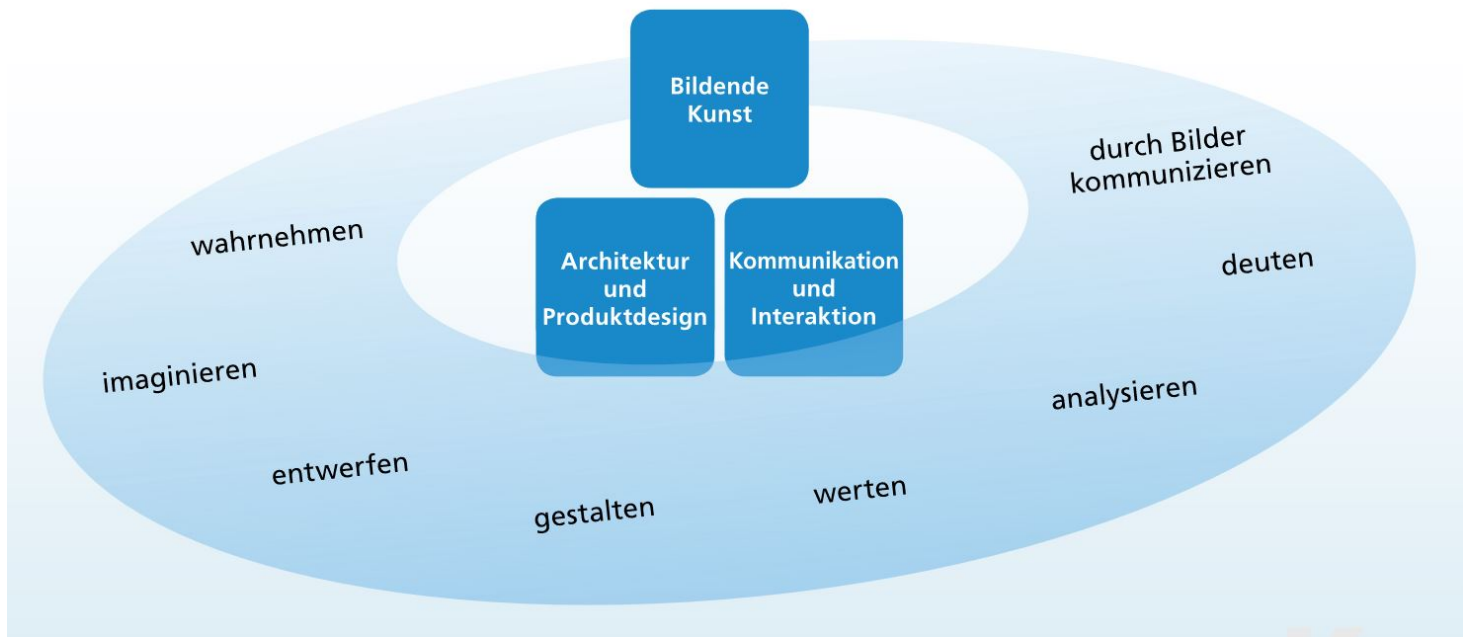 Bildende
Kunst
Architektur
und
Produktdesign
Kommunikation
und
Interaktion
wahrnehmen
imaginieren
entwerfen
gestalten
werten
analysieren
deuten
durch Bilder
kommunizieren